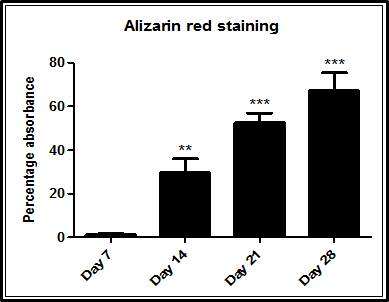 Alizarin red staining
Percentage absorbance
80
60
40
20
0
**
***
***
Day 7
Day 14
Day 21
Day 28